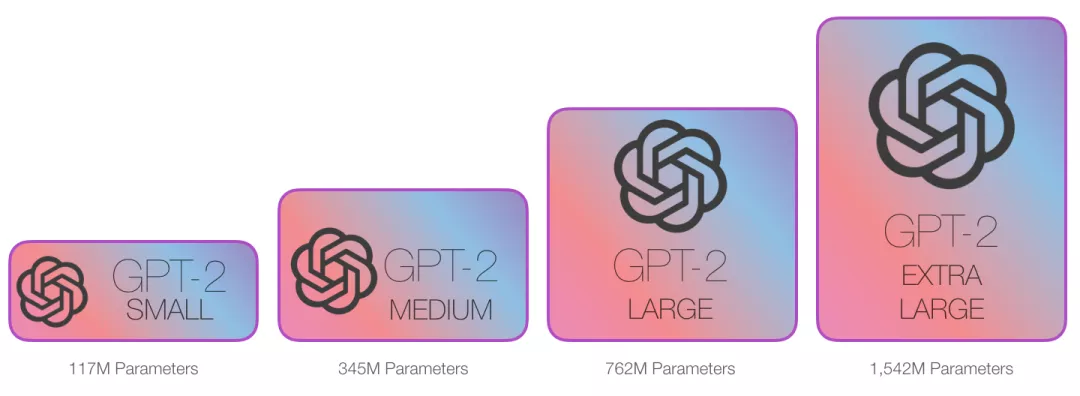 GPT-2
SMALL
117M Parameters
GPT-2
MEDIUM
345M Parameters
GPT-2
LARGE
762M Parameters
GPT-2
EXTRA
LARGE
1,542M Parameters